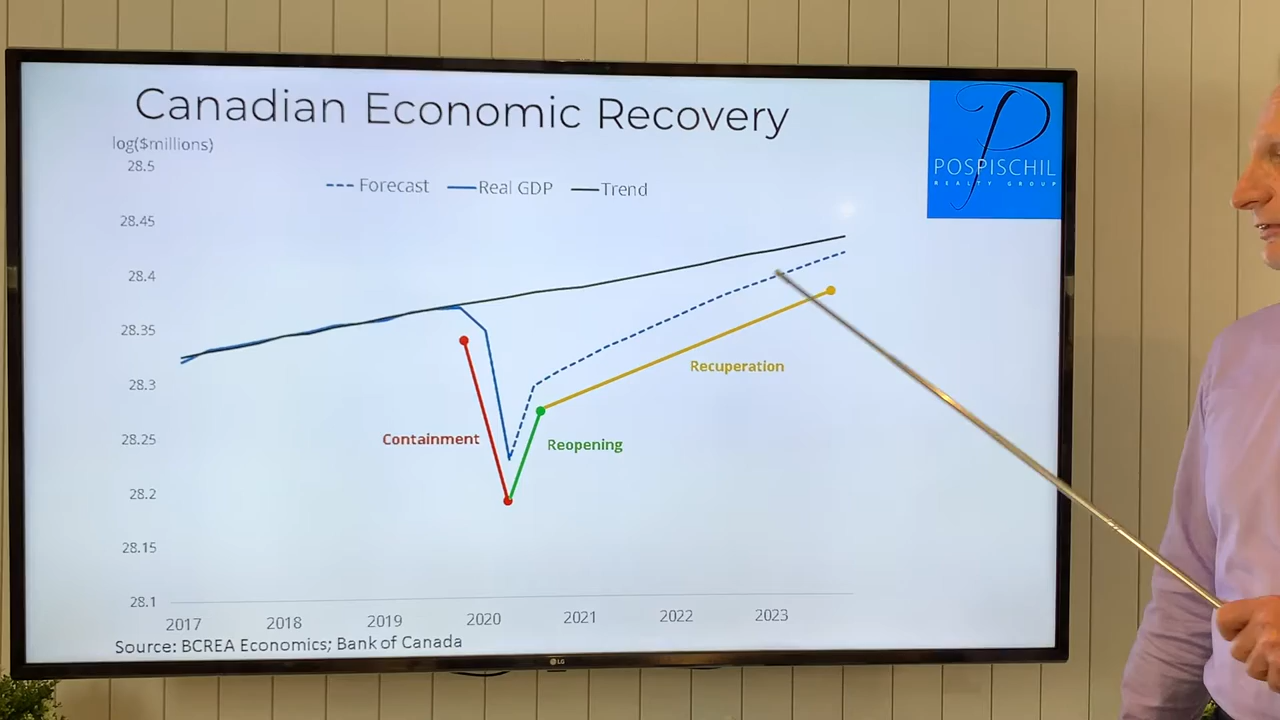 Canadian Economic Recovery
POSPISCHIL
REALTY GROUP
log($millions)
28.5
Forecast Real GDP Trend
28.45
28.4
28.35
28.3
28.25
28.2
28.15
28.1
Containment
Reopening
Recuperation
2017 2018 2019 2020 2021 2022 2023
Source: BCREA Economics; Bank of Canada
LG